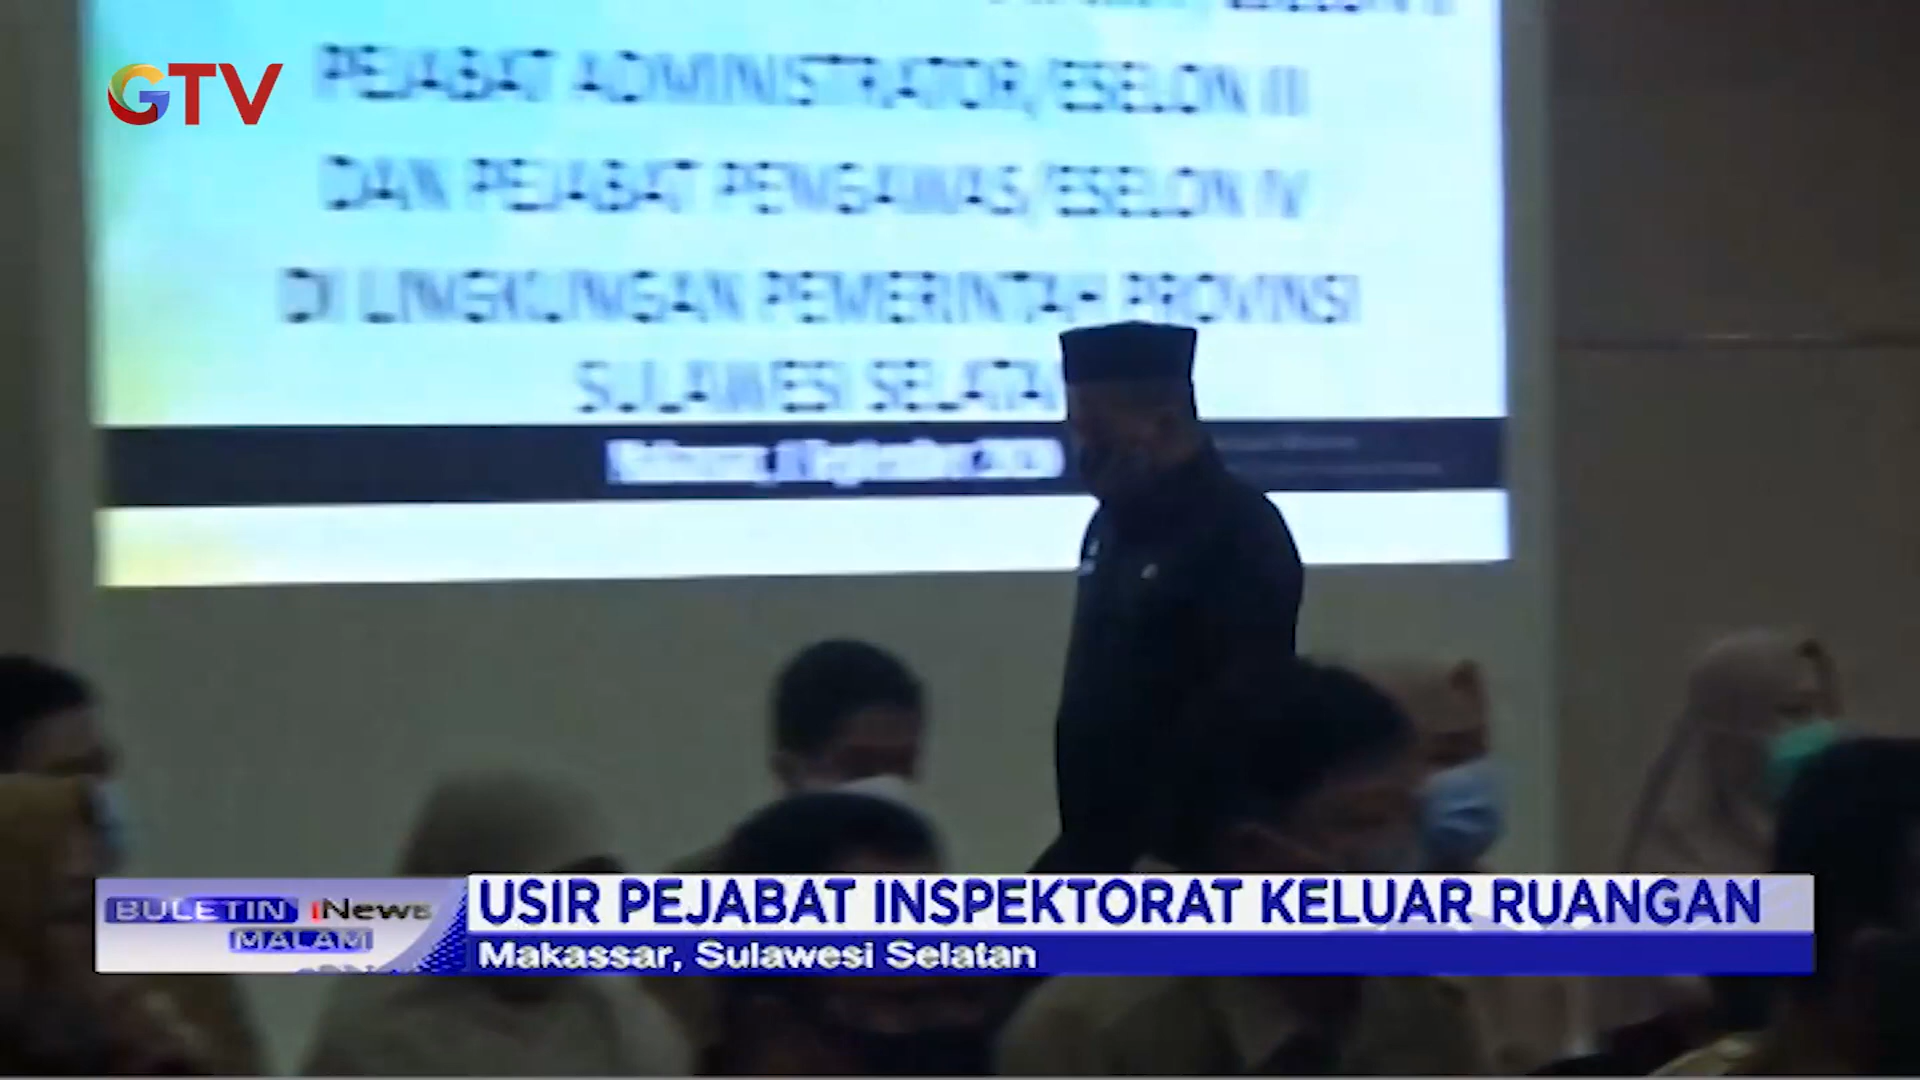 GTV
PEJABAT ADMINISTRATOR/ESELON III
DAN PEJABAT PENGAWAS/ESELON IV
DI LINGKUNGAN PEMERINTAH PROVINSI
SULAWESI SELATAN
BULETIN iNews
MALAM
USIR PEJABAT INSPEKTORAT KELUAR RUANGAN
Makassar, Sulawesi Selatan